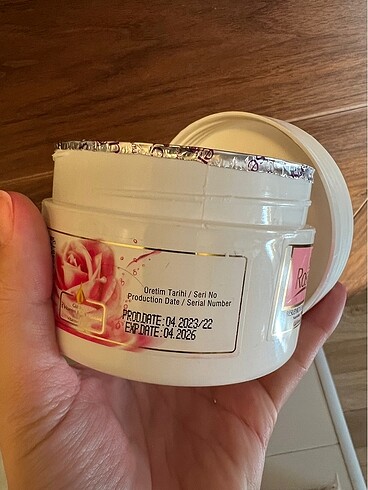 Üretim Tarihi / Seri No
Production Date / Serial Number
PROD.DATE:04.2023/22
EXP.DATE:04.2026